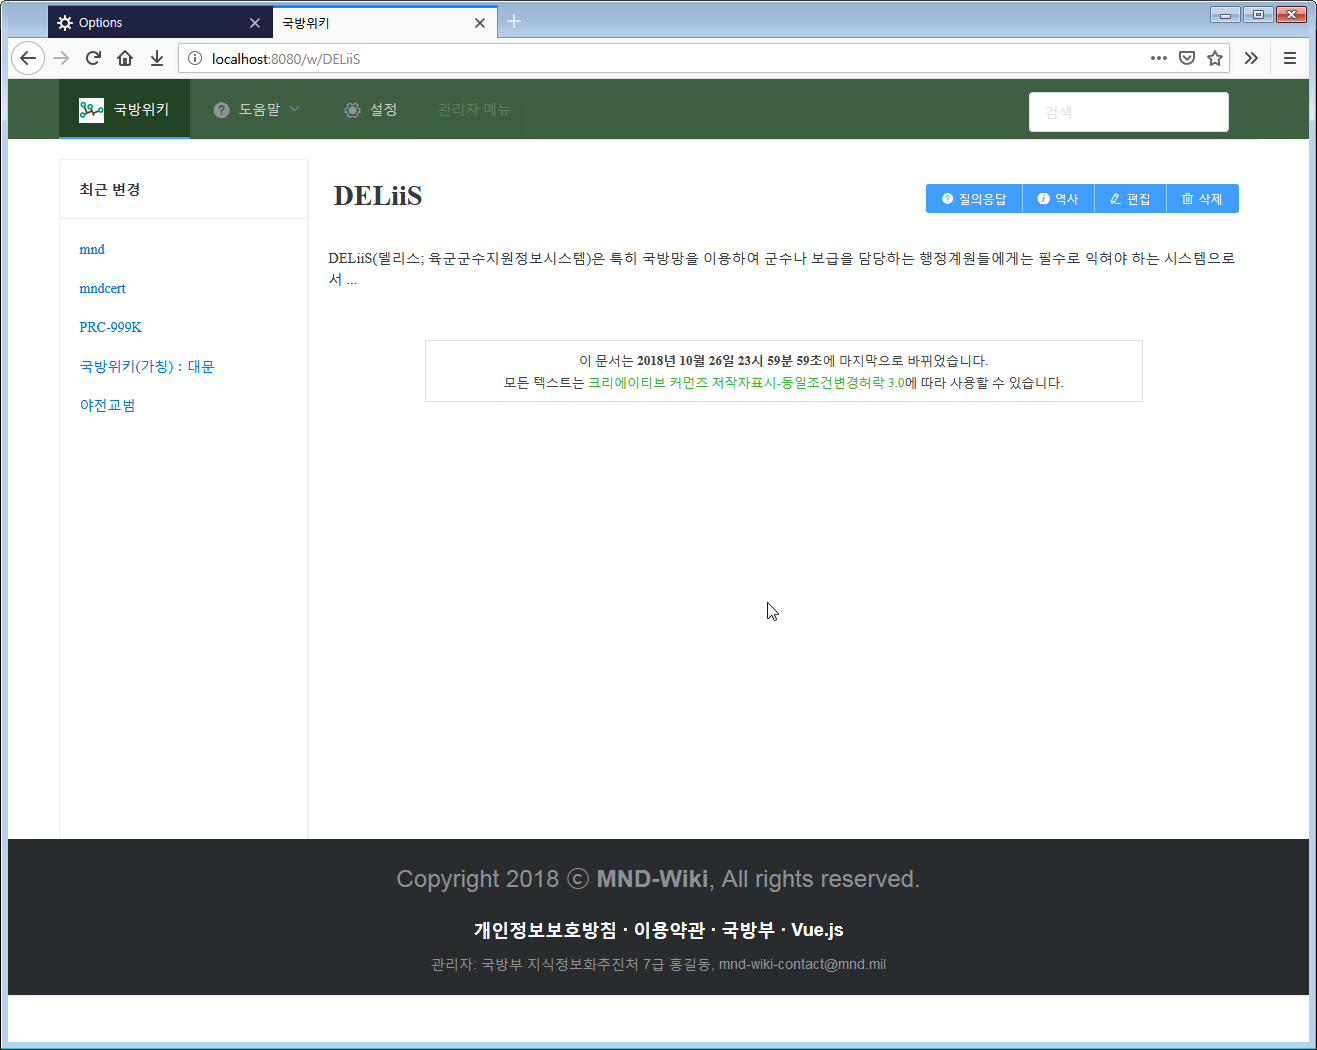 Options
국방위키
localhost:8080/w/DELiiS
국방위키
도움말
설정
관리자 메뉴
검색
최근 변경
mnd
mndcert
PRC-999K
국방위키(가칭) : 대문
야전교범
DELiiS
질의응답
역사
편집
삭제
DELiiS(델리스; 육군군수지원정보시스템)은 특히 국방망을 이용하여 군수나 보급을 담당하는 행정계원들에게는 필수로 익혀야 하는 시스템으로
서 ...
이 문서는 2018년 10월 26일 23시 59분 59초에 마지막으로 바뀌었습니다.
모든 텍스트는 크리에이티브 커먼즈 저작자표시-동일조건변경허락 3.0에 따라 사용할 수 있습니다.
Copyright 2018 ⓒ MND-Wiki, All rights reserved.
개인정보보호방침 · 이용약관 · 국방부 · Vue.js
관리자: 국방부 지식정보화추진처 7급 홍길동, mnd-wiki-contact@mnd.mil